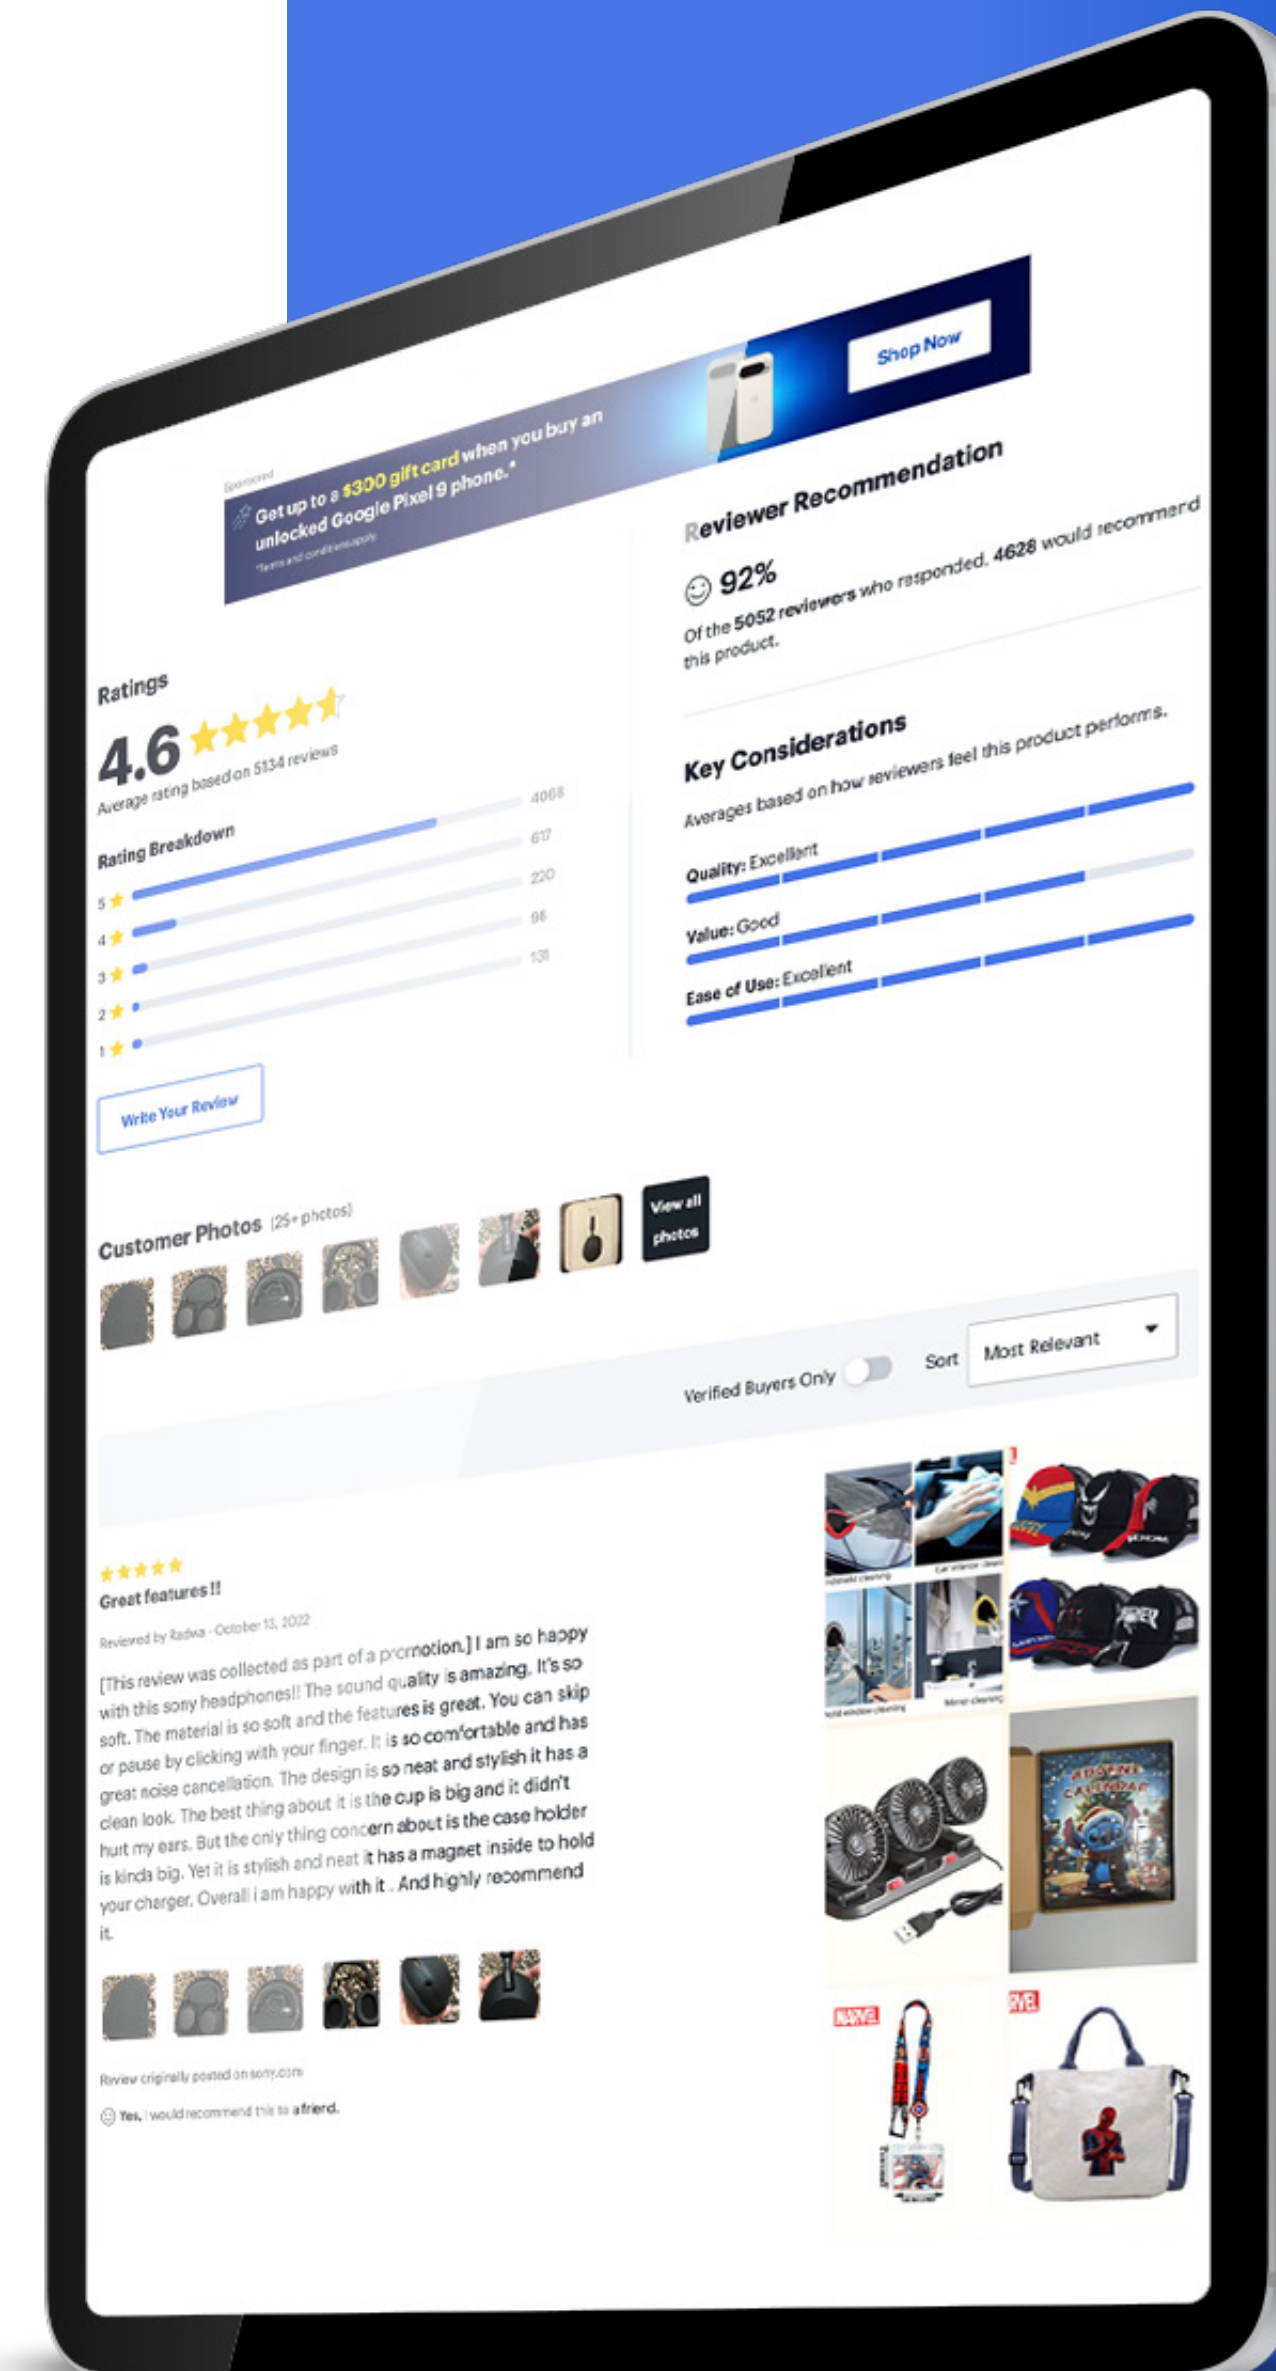 Sponsored
Get up to a $300 gift card when you buy an
unlocked Google Pixel 9 phone.*
*Terms and conditions apply.
Shop Now
Ratings
4.6
Average rating based on 5134 reviews
Rating Breakdown
5 4068
4 617
3 220
2 98
1 131
Write Your Review
Reviewer Recommendation
92%
Of the 5052 reviewers who responded, 4628 would recommend
this product.
Key Considerations
Averages based on how reviewers feel this product performs.
Quality: Excellent
Value: Good
Ease of Use: Excellent
Customer Photos (25+ photos)
View all
photos
Verified Buyers Only
Sort
Most Relevant
Great features !!
Reviewed by Radwa - October 13, 2022
[This review was collected as part of a promotion.] I am so happy
with this sony headphones!! The sound quality is amazing. It's so
soft. The material is so soft and the features is great. You can skip
or pause by clicking with your finger. It is so comfortable and has
great noise cancellation. The design is so neat and stylish it has a
clean look. The best thing about it is the cup is big and it didn't
hurt my ears. But the only thing concern about is the case holder
is kinda big. Yet it is stylish and neat it has a magnet inside to hold
your charger. Overall i am happy with it . And highly recommend
it.
Review originally posted on sony.com
Yes, I would recommend this to a friend.
Mirror cleaning
ADVENT
CALENDAR
24
MARVEL
RVEL